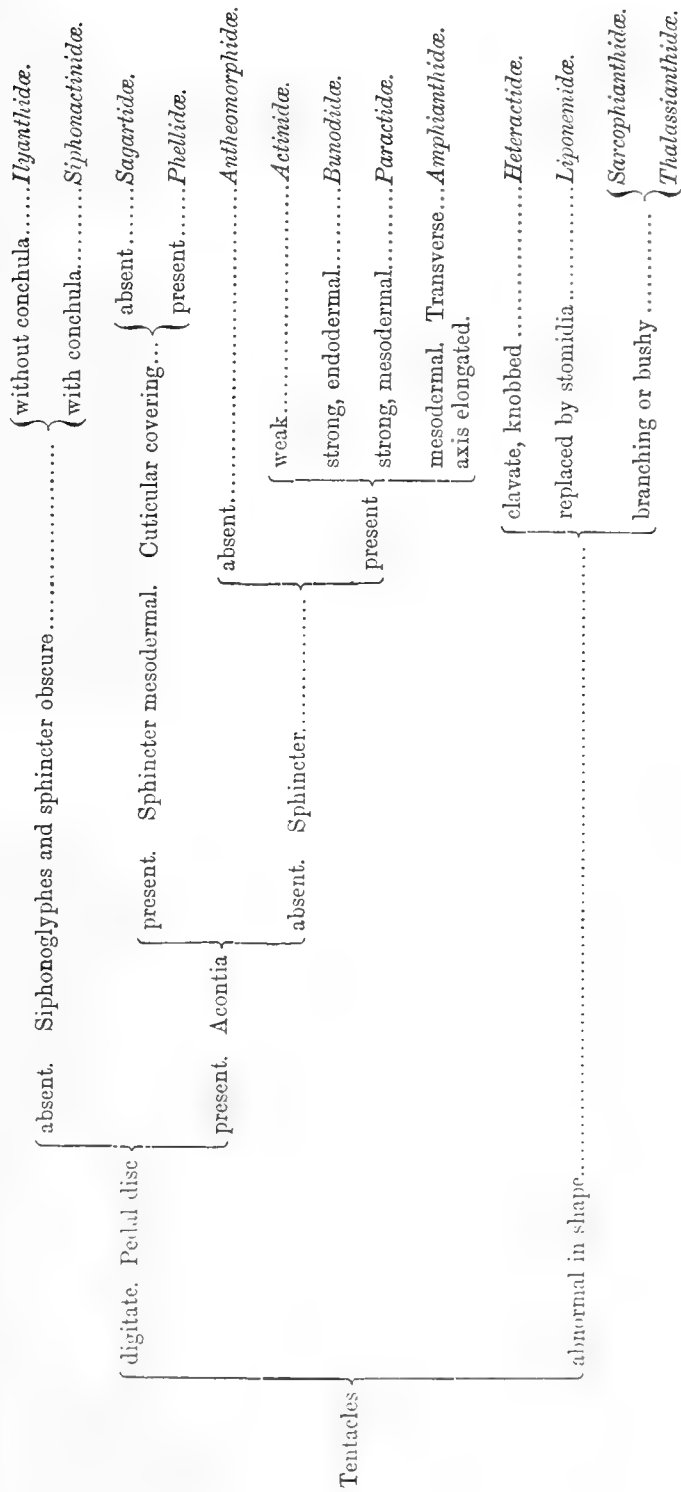 without conchula......Ilyanthidæ.
absent. Siphonoglyphes and sphincter obscure..............................
with conchula.........Siphonactinidæ.
digitate. Pedal disc
absent......Sagartidæ.
present. Sphincter mesodermal. Cuticular covering...
present......Phellidæ.
present. Acontia
absent..............................Antheomorphidæ.
absent. Sphincter..................
weak....................Actinidæ.
present
strong, endodermal.........Bunodidæ.
strong, mesodermal.........Paractidæ.
mesodermal. Transverse...Amphianthidæ.
axis elongated.
Tentacles
clavate, knobbed ..................Heteractidæ.
abnormal in shape............................................................
replaced by stomidia.............Liponemidæ.
branching or bushy ............
Sarcophianthidæ.
Thalassianthidæ.